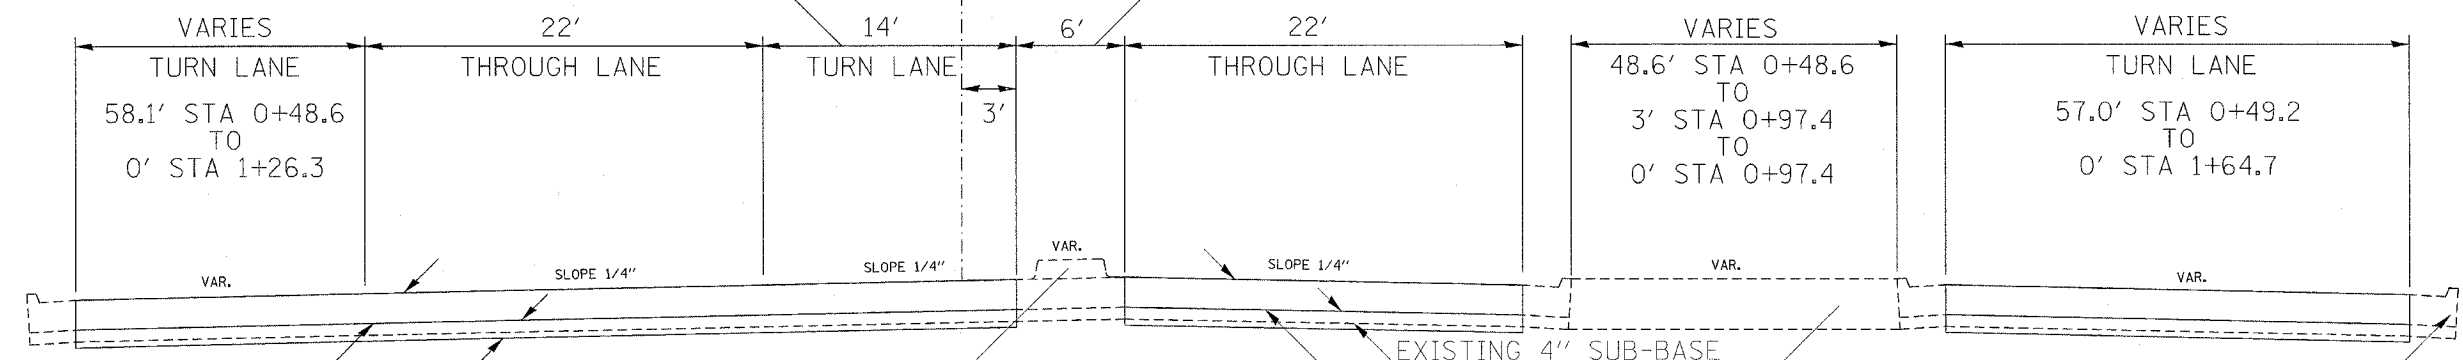 VARIES
22'
14'
6'
22'
VARIES
VARIES
TURN LANE
THROUGH LANE
TURN LANE
THROUGH LANE
48.6' STA 0+48.6
TO
3' STA 0+97.4
TO
0' STA 0+97.4
TURN LANE
58.1' STA 0+48.6
TO
0' STA 1+26.3
3'
57.0' STA 0+49.2
TO
0' STA 1+64.7
VAR.
SLOPE 1/4"
SLOPE 1/4"
VAR.
SLOPE 1/4"
VAR.
VAR.
EXISTING 4" SUB-BASE